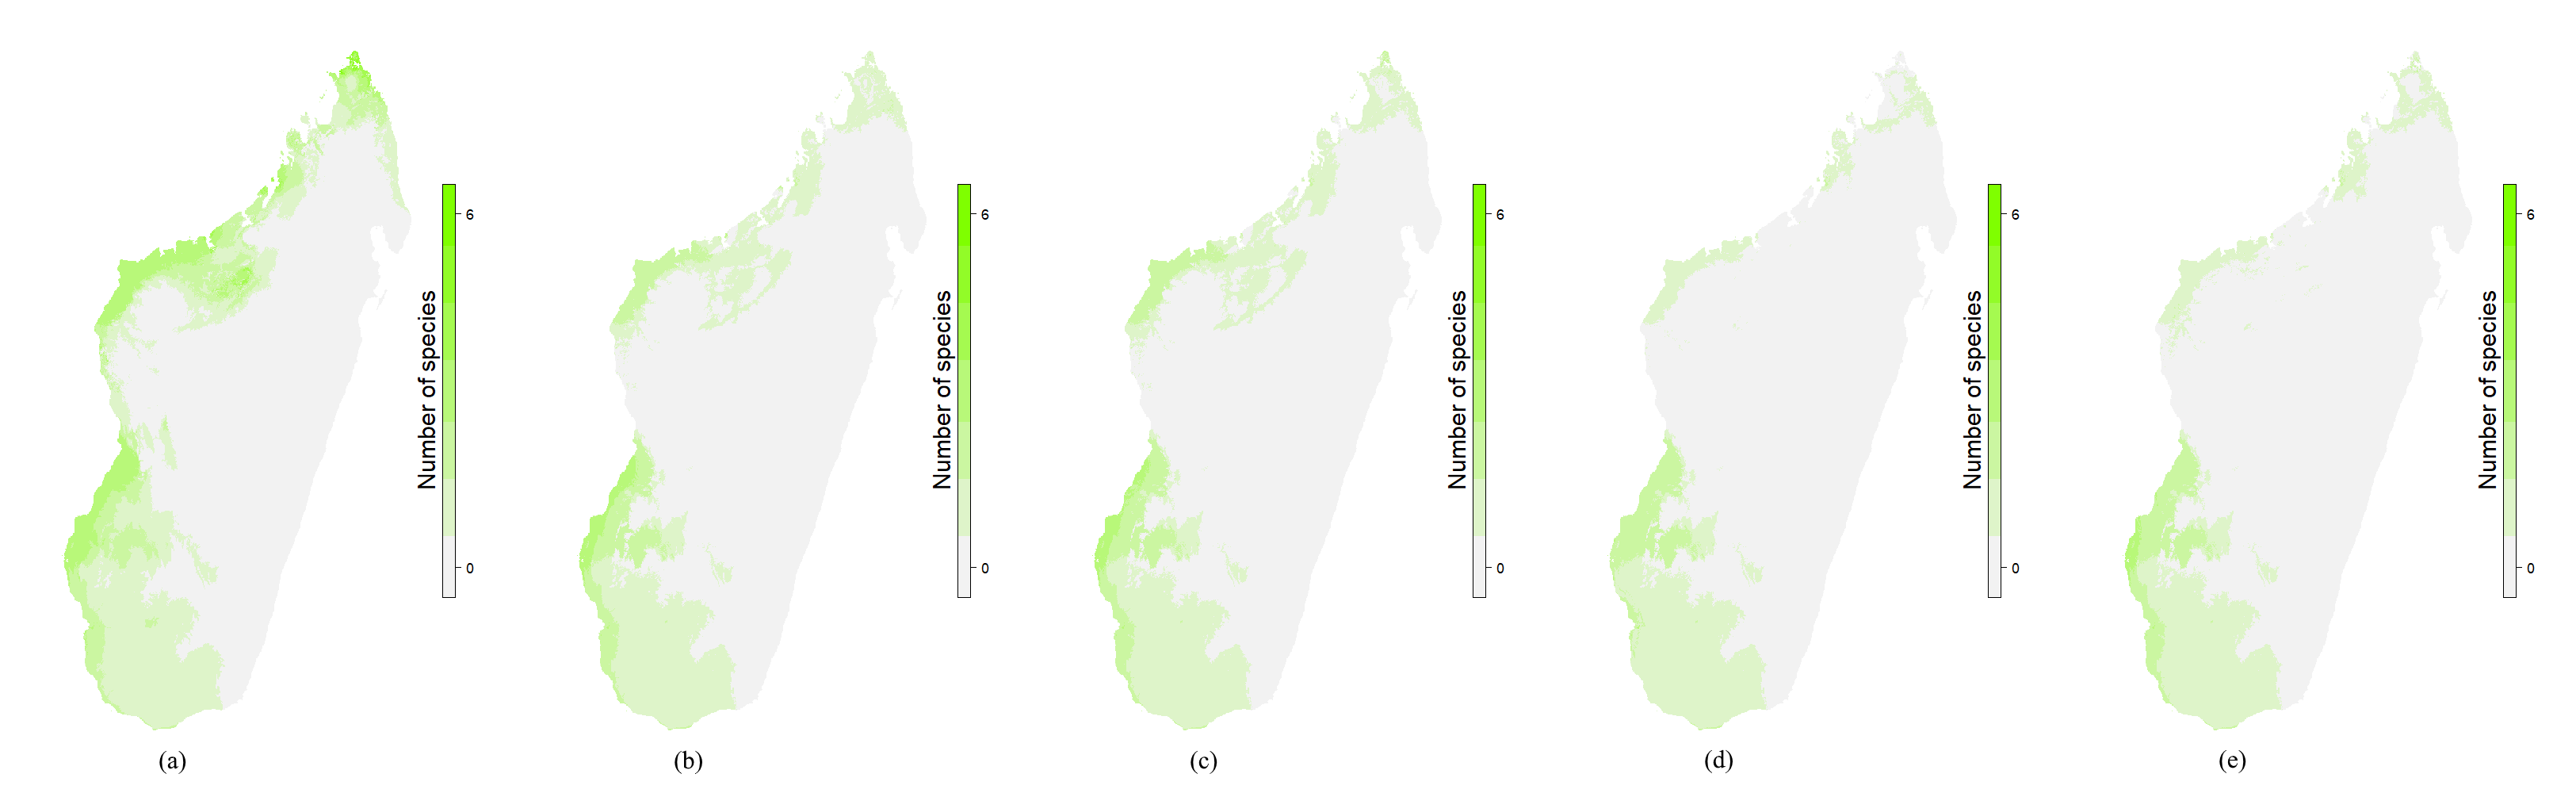 Number of species
6
0
Number of species
6
0
Number of species
6
0
Number of species
6
0
Number of species
6
0
(a)
(b)
(c)
(d)
(e)